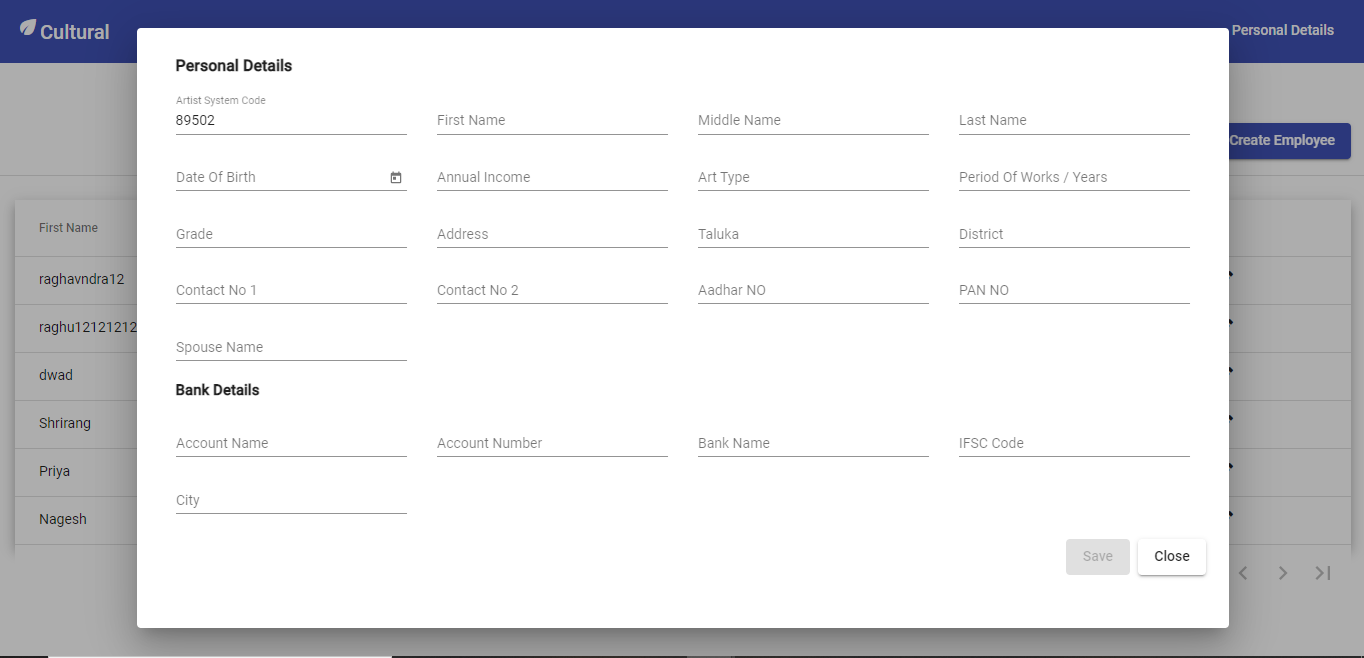 Cultural
Personal Details
Create Employee
First Name
raghavndra12
raghu12121212
dwad
Shrirang
Priya
Nagesh
Personal Details
Artist System Code
89502
First Name
Middle Name
Last Name
Date Of Birth
Annual Income
Art Type
Period Of Works / Years
Grade
Address
Taluka
District
Contact No 1
Contact No 2
Aadhar NO
PAN NO
Spouse Name
Bank Details
Account Name
Account Number
Bank Name
IFSC Code
City
Save
Close